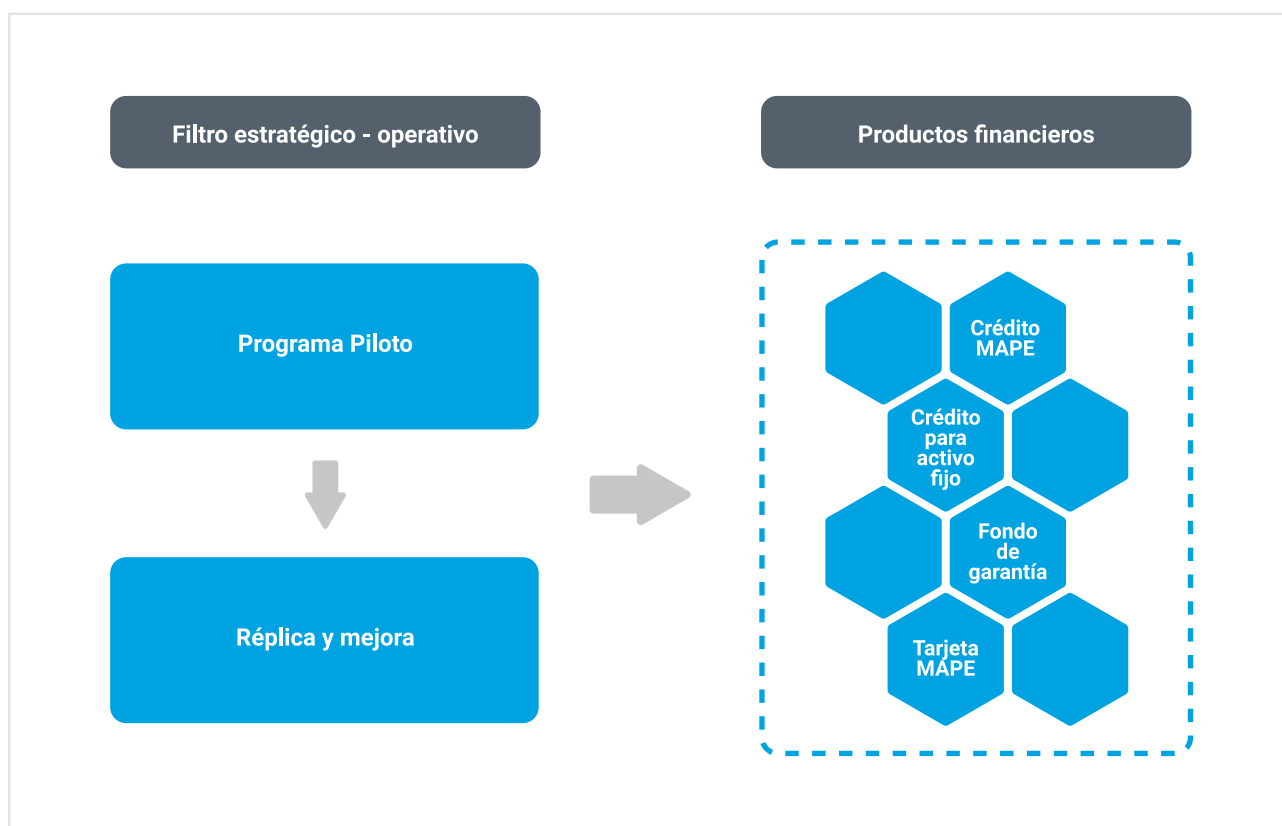 Filtro estratégico - operativo
Productos financieros
Programa Piloto
Réplica y mejora
Crédito
MAPE
Crédito
para
activo
fijo
Fondo
de
garantía
Tarjeta
MAPE